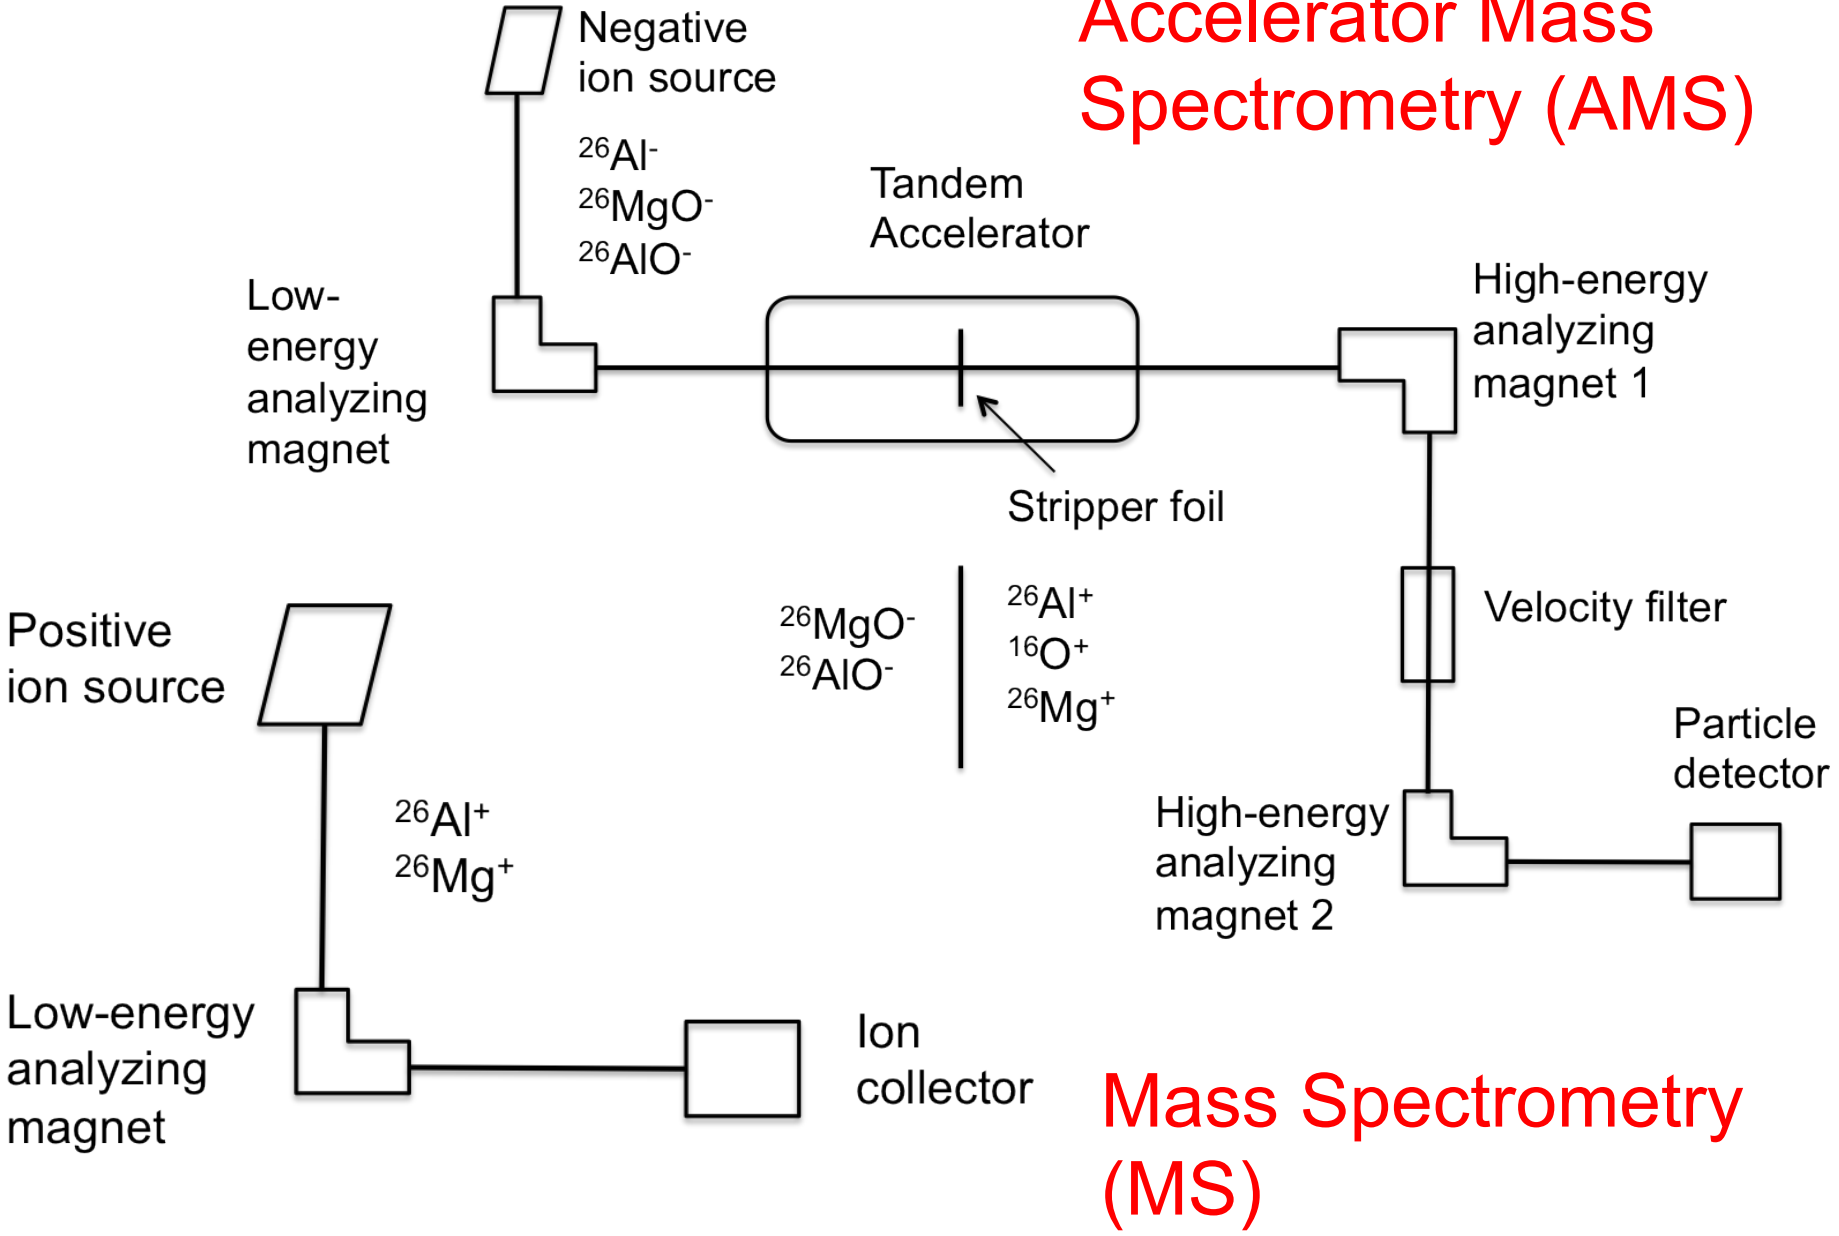 Accelerator Mass
Spectrometry (AMS)
Negative
ion source
²⁶Al⁻
²⁶MgO⁻
²⁶AlO⁻
Tandem
Accelerator
Low-
energy
analyzing
magnet
High-energy
analyzing
magnet 1
Stripper foil
²⁶MgO⁻
²⁶AlO⁻
²⁶Al⁺
¹⁶O⁺
²⁶Mg⁺
Velocity filter
Particle
detector
High-energy
analyzing
magnet 2
Positive
ion source
²⁶Al⁺
²⁶Mg⁺
Low-energy
analyzing
magnet
Ion
collector
Mass Spectrometry
(MS)